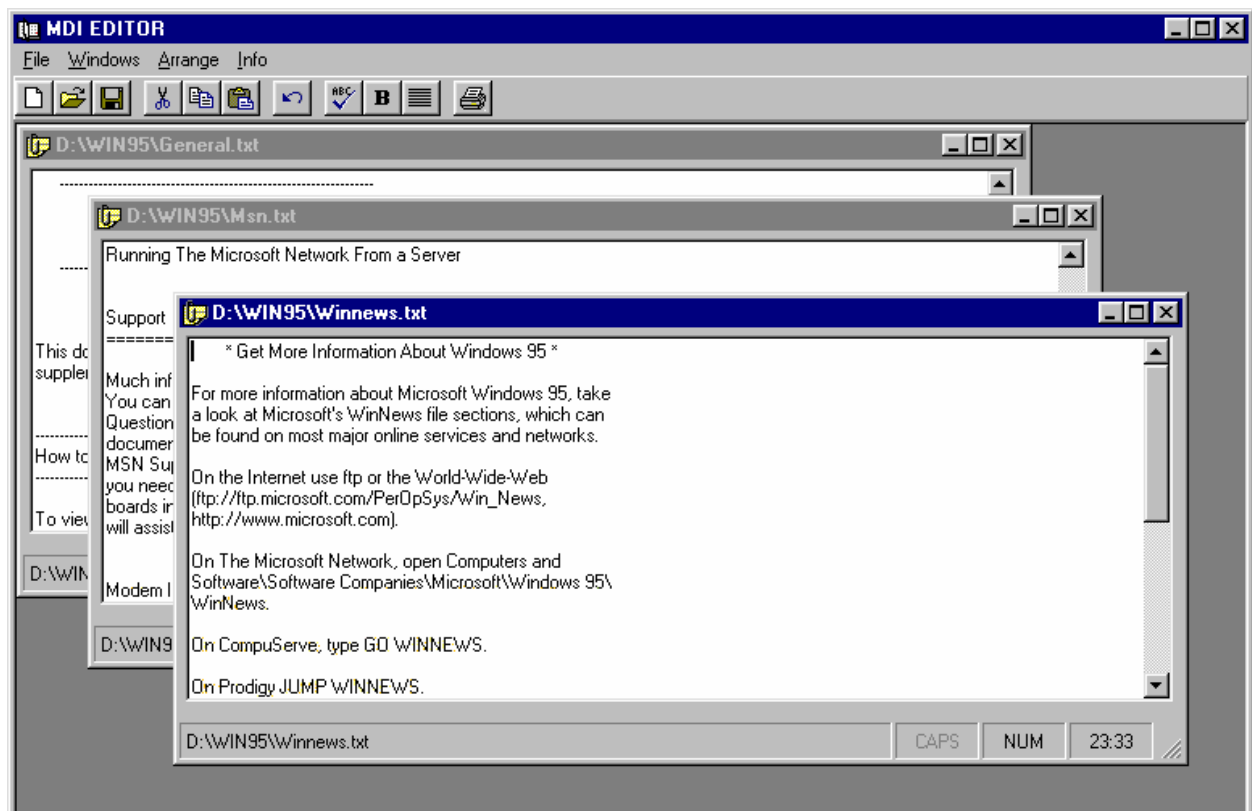 MDI EDITOR
File Windows Arrange Info
ABC B
D:\WIN95\General.txt
----------------------------------------------------------------
D:\WIN95\Msn.txt
Running The Microsoft Network From a Server
Support
=======
This do
supplem
Much inf
You can
Question
documen
MSN Sup
you need
boards in
will assist
How to
To view
Modem I
D:\WIN
D:\WIN9
D:\WIN95\Winnews.txt
* Get More Information About Windows 95 *
For more information about Microsoft Windows 95, take
a look at Microsoft's WinNews file sections, which can
be found on most major online services and networks.
On the Internet use ftp or the World-Wide-Web
(ftp://ftp.microsoft.com/PerOpSys/Win_News,
http://www.microsoft.com).
On The Microsoft Network, open Computers and
Software\Software Companies\Microsoft\Windows 95\
WinNews.
On CompuServe, type GO WINNEWS.
On Prodigy JUMP WINNEWS.
D:\WIN95\Winnews.txt CAPS NUM 23:33